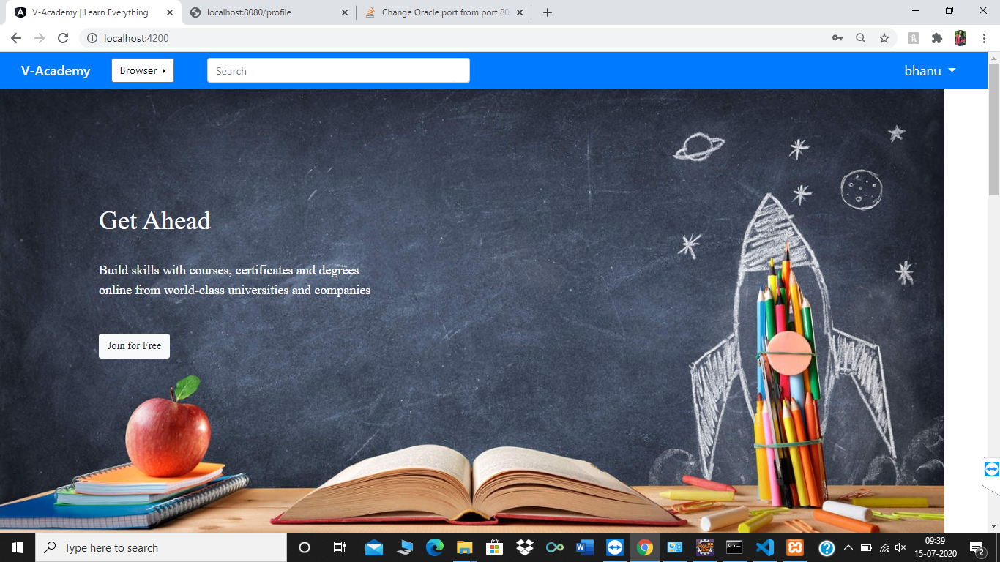 V-Academy | Learn Everything
localhost:8080/profile
Change Oracle port from port 80
localhost:4200
V-Academy
Browser
Search
bhanu
Get Ahead
Build skills with courses, certificates and degrees
online from world-class universities and companies
Join for Free
Type here to search
09:39
15-07-2020
2